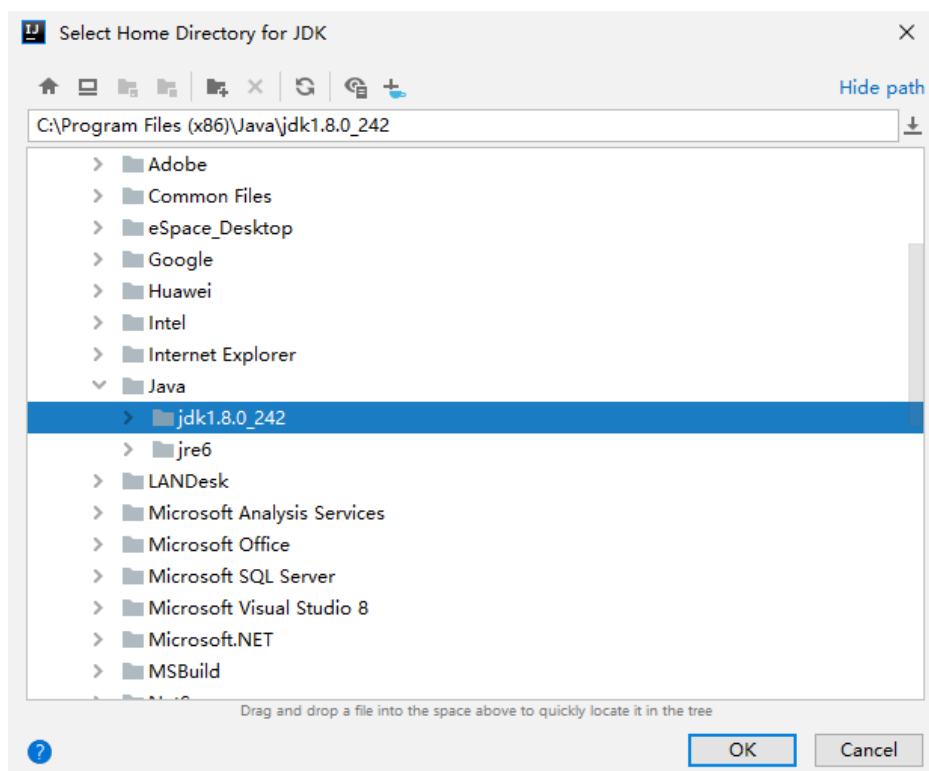 Select Home Directory for JDK
Hide path
C:\Program Files (x86)\Java\jdk1.8.0_242
Adobe
Common Files
eSpace_Desktop
Google
Huawei
Intel
Internet Explorer
Java
jdk1.8.0_242
jre6
LANDesk
Microsoft Analysis Services
Microsoft Office
Microsoft SQL Server
Microsoft Visual Studio 8
Microsoft.NET
MSBuild
Drag and drop a file into the space above to quickly locate it in the tree
?
OK
Cancel